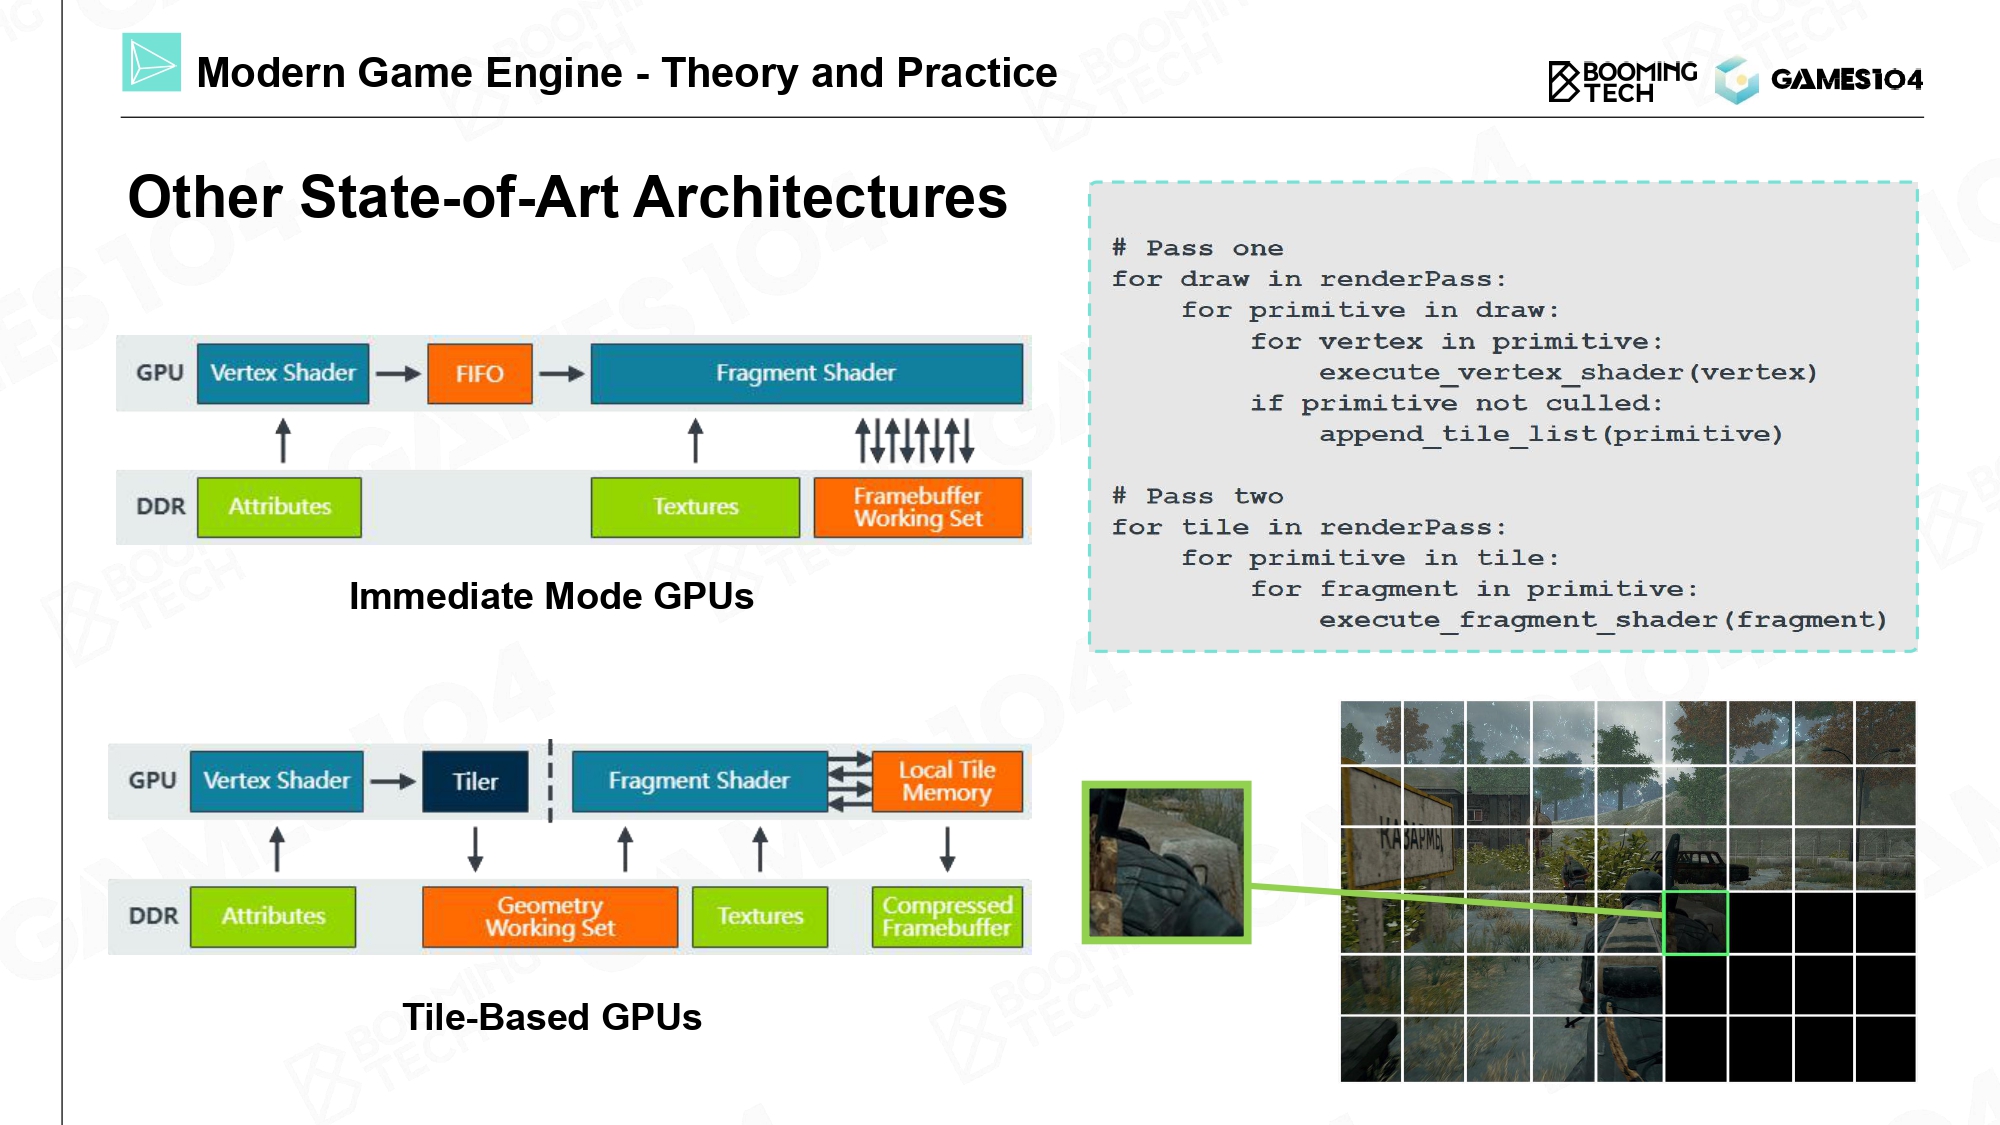 Modern Game Engine - Theory and Practice
BOOMING
TECH
GAMES104
Other State-of-Art Architectures
GPU
Vertex Shader
FIFO
Fragment Shader
DDR
Attributes
Textures
Framebuffer
Working Set
Immediate Mode GPUs
GPU
Vertex Shader
Tiler
Fragment Shader
Local Tile
Memory
DDR
Attributes
Geometry
Working Set
Textures
Compressed
Framebuffer
Tile-Based GPUs
# Pass one
for draw in renderPass:
    for primitive in draw:
        for vertex in primitive:
            execute_vertex_shader(vertex)
        if primitive not culled:
            append_tile_list(primitive)
# Pass two
for tile in renderPass:
    for primitive in tile:
        for fragment in primitive:
            execute_fragment_shader(fragment)
КАЗАРМЫ